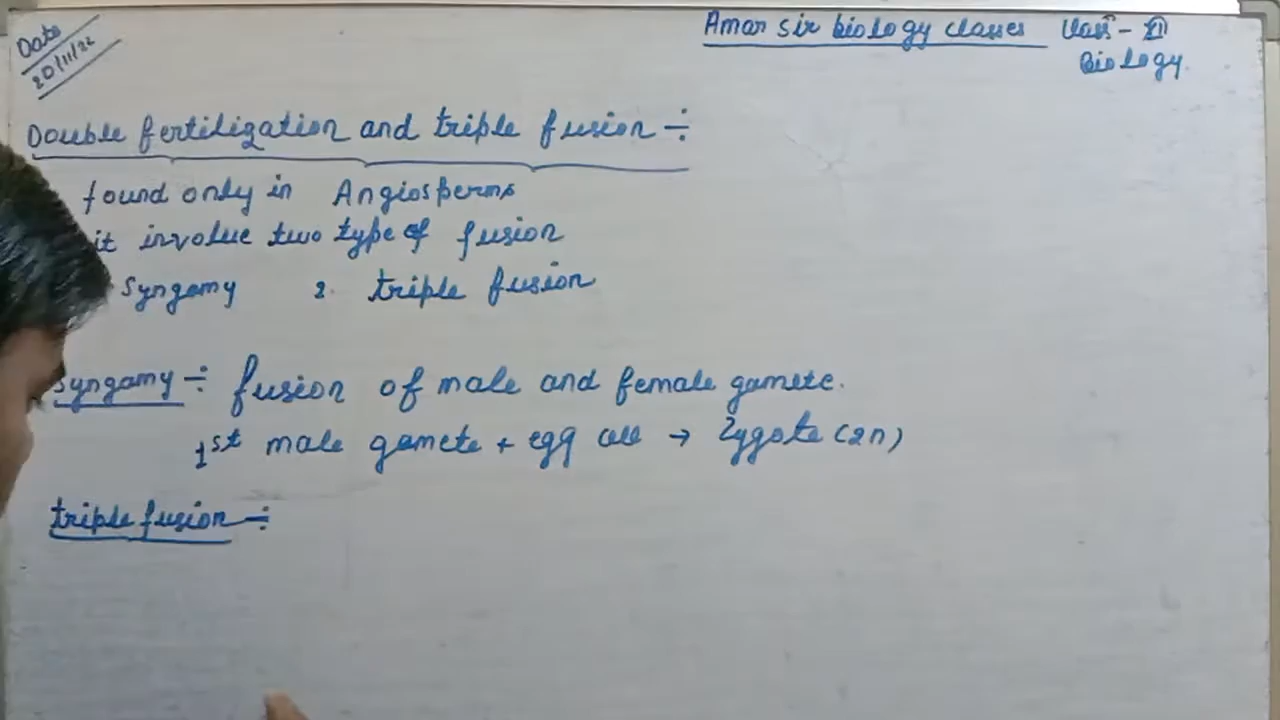 Date
20/11/22
Amar sir biology classes Class - XII
Biology.
Double fertilization and triple fusion ÷
found only in Angiosperms
it involve two type of fusion
Syngamy 2. triple fusion
Syngamy ÷ fusion of male and female gamete.
1st male gamete + egg cell → Zygote (2n)
triple fusion ÷